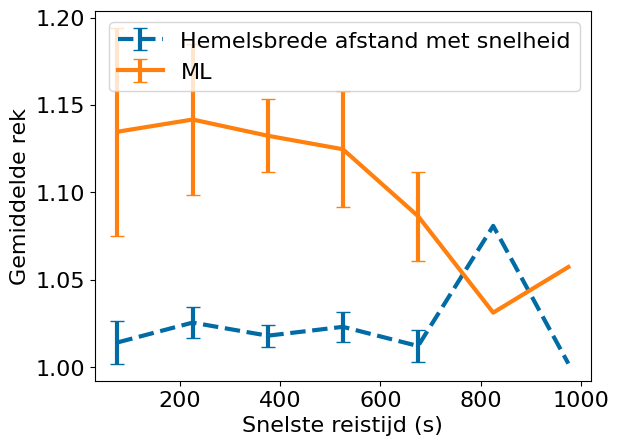 1.20
Hemelsbrede afstand met snelheid
ML
1.15
1.10
1.05
1.00
Gemiddelde rek
200 400 600 800 1000
Snelste reistijd (s)